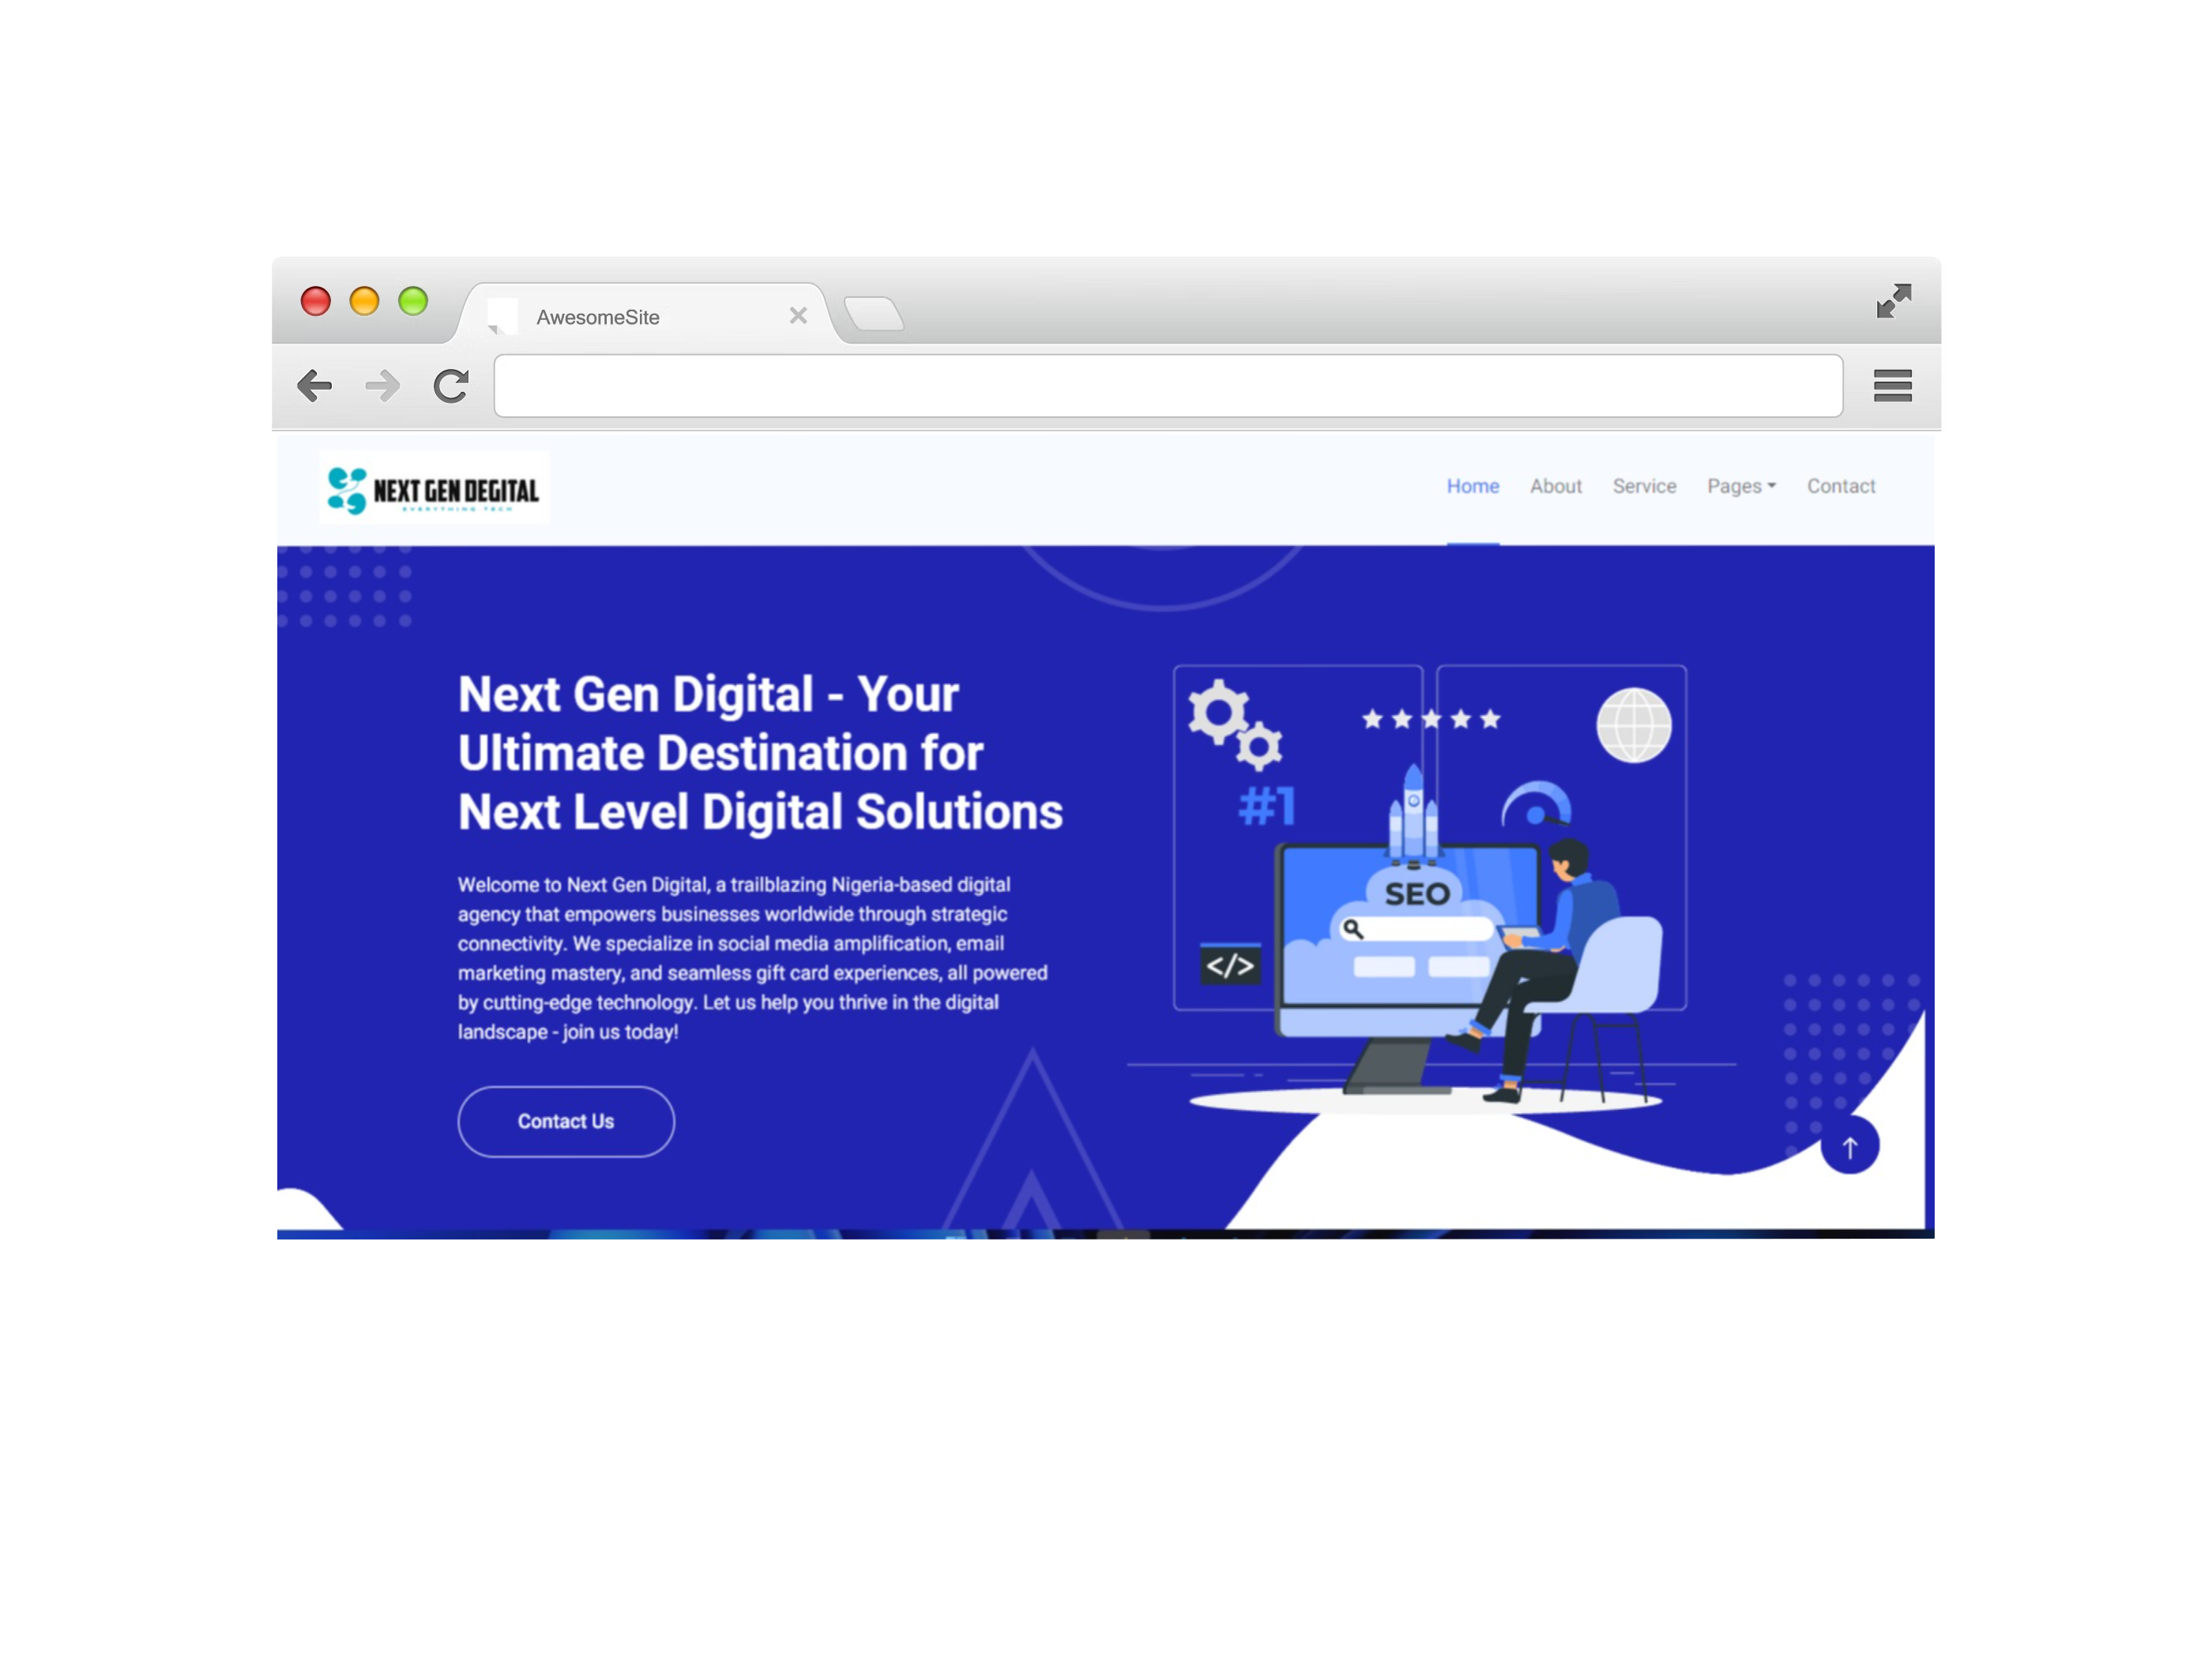 AwesomeSite
NEXT GEN DEGITAL
EVERYTHING TECH
Home About Service Pages Contact
Next Gen Digital - Your
Ultimate Destination for
Next Level Digital Solutions
Welcome to Next Gen Digital, a trailblazing Nigeria-based digital
agency that empowers businesses worldwide through strategic
connectivity. We specialize in social media amplification, email
marketing mastery, and seamless gift card experiences, all powered
by cutting-edge technology. Let us help you thrive in the digital
landscape - join us today!
Contact Us
#1
SEO
</>